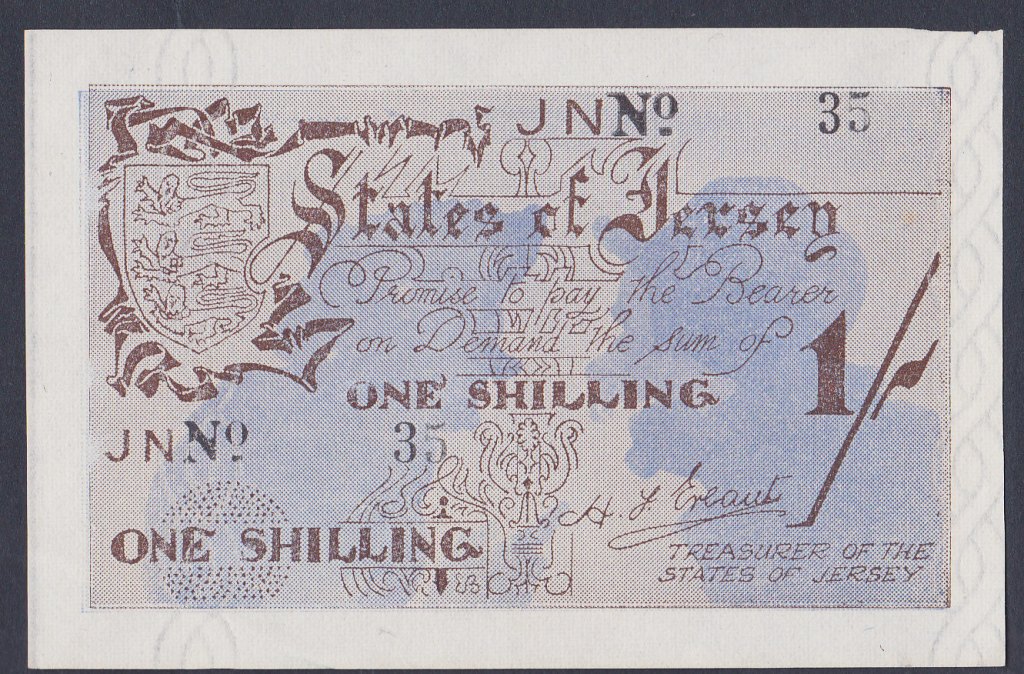 JN No 35
States of Jersey
Promise to pay the Bearer
on Demand the sum of
ONE SHILLING
1/-
JN No 35
ONE SHILLING
H F Ereaut
TREASURER OF THE
STATES OF JERSEY